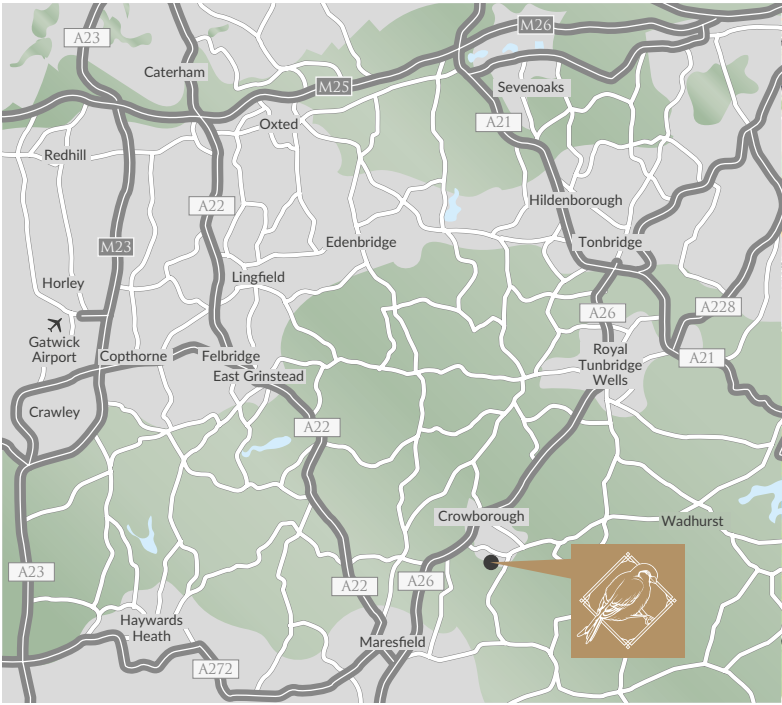 M26
A23
Caterham
M25
Sevenoaks
Oxted
A21
Redhill
A22
Hildenborough
M23
Edenbridge
Tonbridge
Lingfield
Horley
A26
A228
Gatwick
Airport
Copthorne
Felbridge
Royal
Tunbridge
Wells
A21
East Grinstead
Crawley
A22
Crowborough
Wadhurst
A23
A22
A26
Haywards
Heath
Maresfield
A272